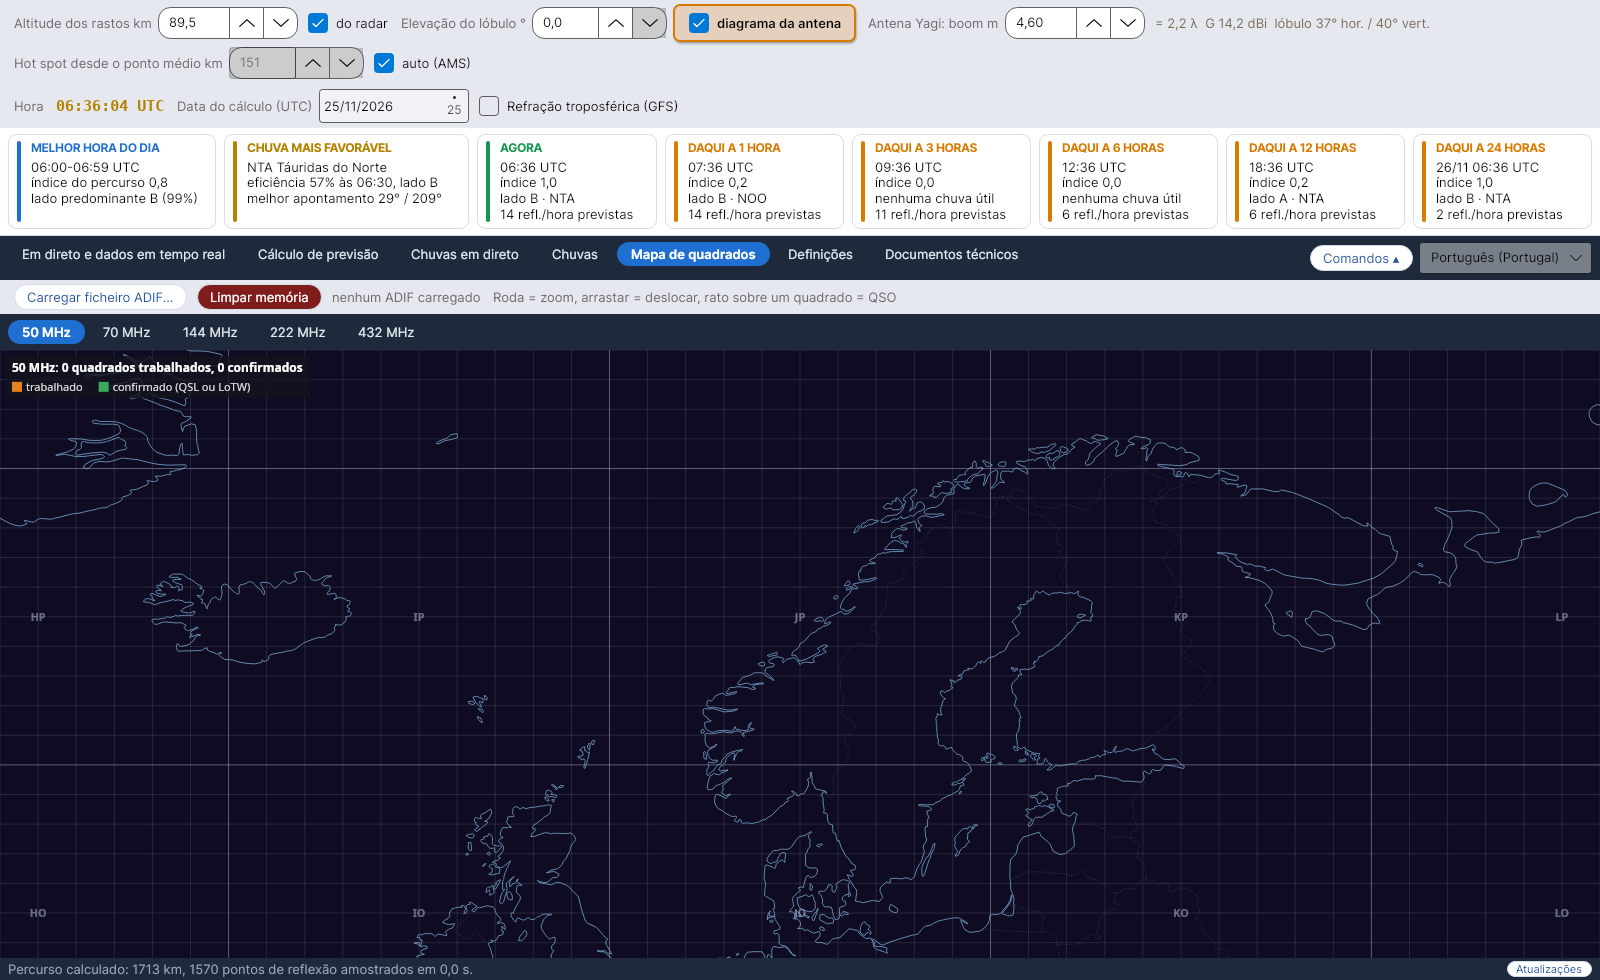 Altitude dos rastos km 89,5 do radar Elevação do lóbulo ° 0,0 diagrama da antena Antena Yagi: boom m 4,60 = 2,2 λ G 14,2 dBi lóbulo 37° hor. / 40° vert.
Hot spot desde o ponto médio km 151 auto (AMS)
Hora 06:36:04 UTC Data do cálculo (UTC) 25/11/2026 25 Refração troposférica (GFS)
MELHOR HORA DO DIA
06:00-06:59 UTC
índice do percurso 0,8
lado predominante B (99%)
CHUVA MAIS FAVORÁVEL
NTA Táuridas do Norte
eficiência 57% às 06:30, lado B
melhor apontamento 29° / 209°
AGORA
06:36 UTC
índice 1,0
lado B · NTA
14 refl./hora previstas
DAQUI A 1 HORA
07:36 UTC
índice 0,2
lado B · NOO
14 refl./hora previstas
DAQUI A 3 HORAS
09:36 UTC
índice 0,0
nenhuma chuva útil
11 refl./hora previstas
DAQUI A 6 HORAS
12:36 UTC
índice 0,0
nenhuma chuva útil
6 refl./hora previstas
DAQUI A 12 HORAS
18:36 UTC
índice 0,2
lado A · NTA
6 refl./hora previstas
DAQUI A 24 HORAS
26/11 06:36 UTC
índice 1,0
lado B · NTA
2 refl./hora previstas
Em direto e dados em tempo real Cálculo de previsão Chuvas em direto Chuvas Mapa de quadrados Definições Documentos técnicos Comandos ▴ Português (Portugal)
Carregar ficheiro ADIF... Limpar memória nenhum ADIF carregado Roda = zoom, arrastar = deslocar, rato sobre um quadrado = QSO
50 MHz 70 MHz 144 MHz 222 MHz 432 MHz
50 MHz: 0 quadrados trabalhados, 0 confirmados
trabalhado confirmado (QSL ou LoTW)
HP IP JP KP LP
HO IO JO KO LO
Percurso calculado: 1713 km, 1570 pontos de reflexão amostrados em 0,0 s. Atualizações